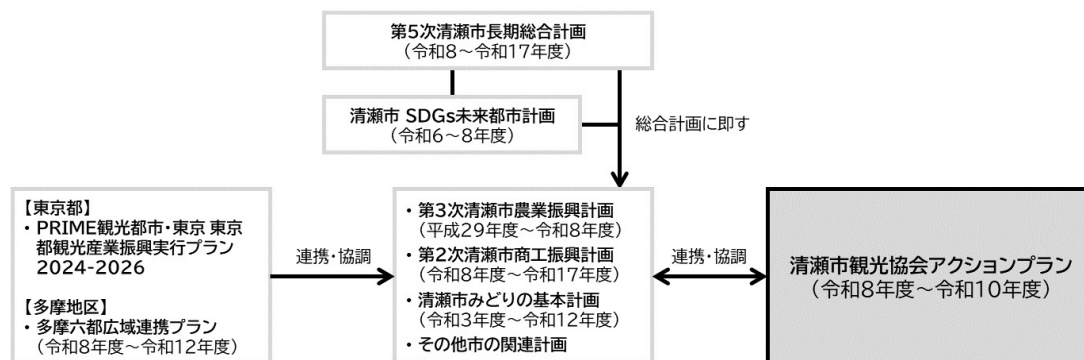 第5次清瀬市長期総合計画
（令和8～令和17年度）
清瀬市 SDGs未来都市計画
（令和6～8年度）
総合計画に即す
【東京都】
・PRIME観光都市・東京 東京
都観光産業振興実行プラン
2024-2026
【多摩地区】
・多摩六都広域連携プラン
（令和8年度～令和12年度）
連携・協調
・第3次清瀬市農業振興計画
（平成29年度～令和8年度）
・第2次清瀬市商工振興計画
（令和8年度～令和17年度）
・清瀬市みどりの基本計画
（令和3年度～令和12年度）
・その他市の関連計画
連携・協調
清瀬市観光協会アクションプラン
（令和8年度～令和10年度）